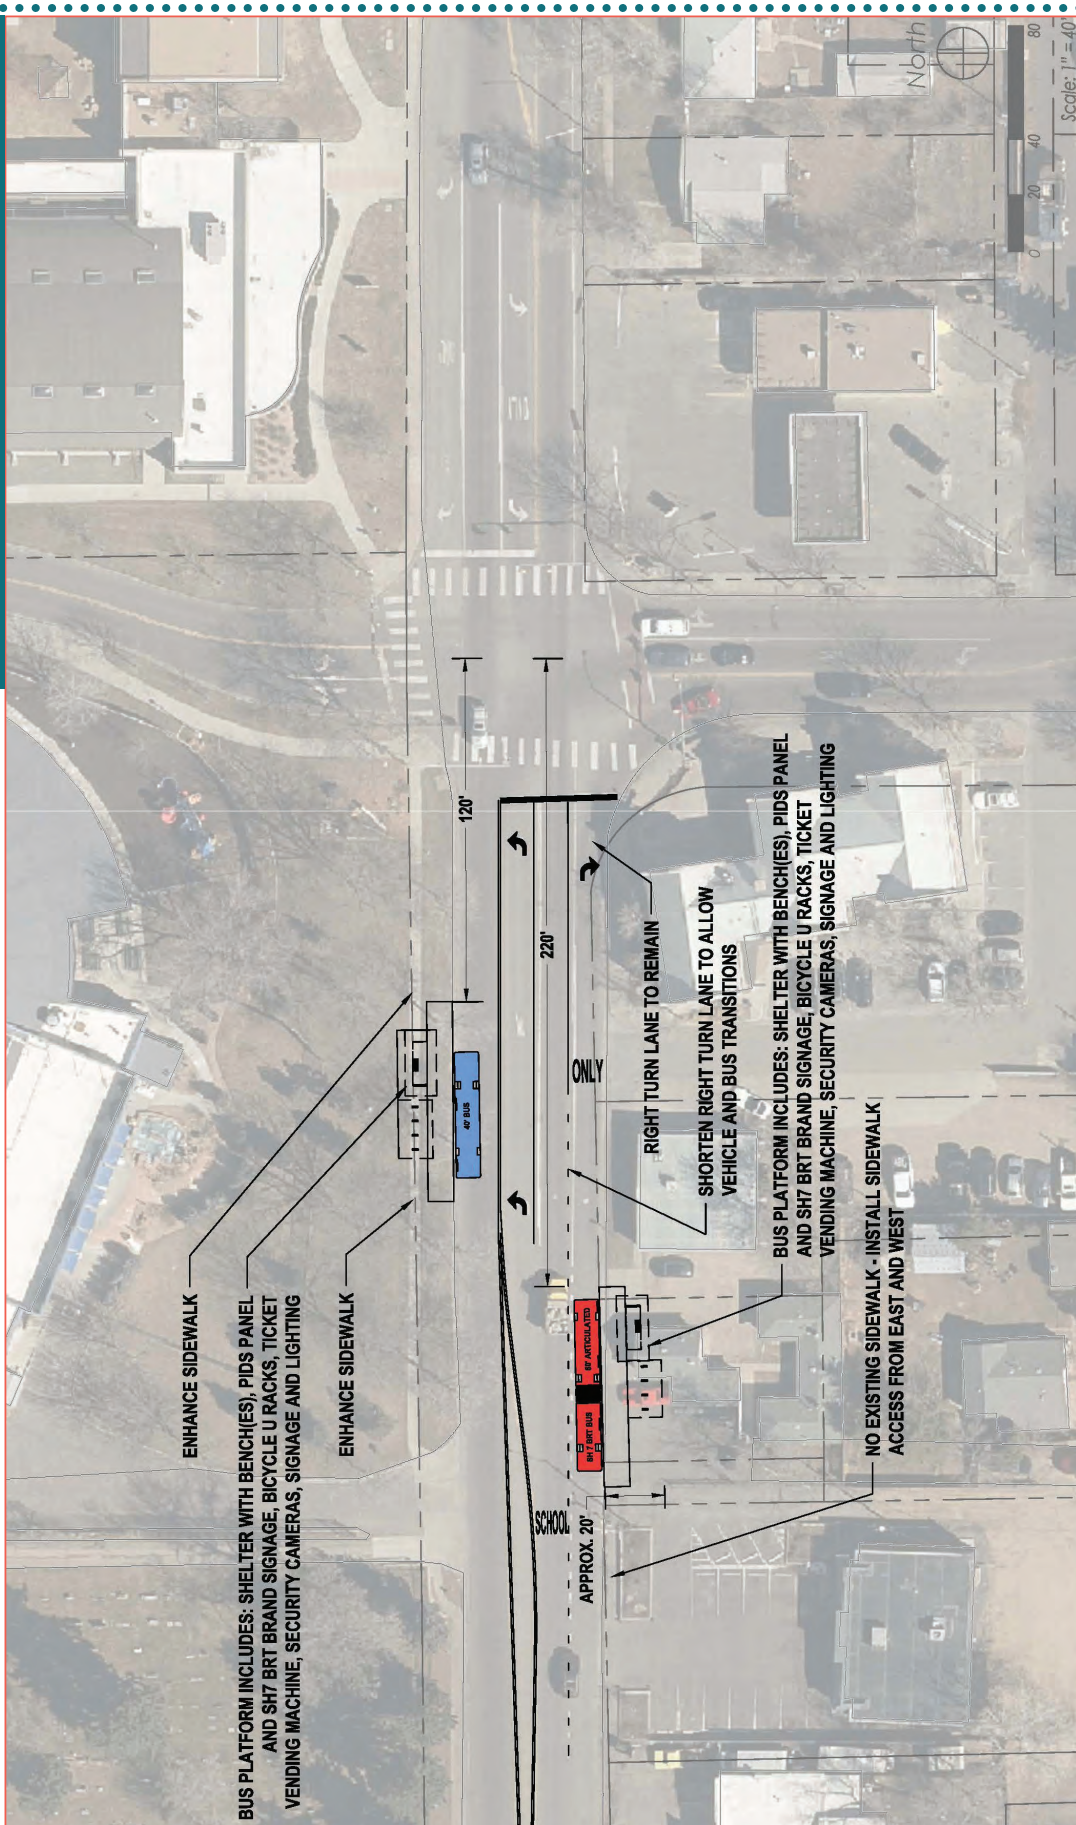 ENHANCE SIDEWALK
BUS PLATFORM INCLUDES: SHELTER WITH BENCH(ES), PIDS PANEL
AND SH7 BRT BRAND SIGNAGE, BICYCLE U RACKS, TICKET
VENDING MACHINE, SECURITY CAMERAS, SIGNAGE AND LIGHTING
ENHANCE SIDEWALK
120'
40' BUS
220'
SCHOOL
ONLY
SH 7 BRT BUS
60' ARTICULATED
APPROX. 20'
RIGHT TURN LANE TO REMAIN
SHORTEN RIGHT TURN LANE TO ALLOW
VEHICLE AND BUS TRANSITIONS
BUS PLATFORM INCLUDES: SHELTER WITH BENCH(ES), PIDS PANEL
AND SH7 BRT BRAND SIGNAGE, BICYCLE U RACKS, TICKET
VENDING MACHINE, SECURITY CAMERAS, SIGNAGE AND LIGHTING
NO EXISTING SIDEWALK - INSTALL SIDEWALK
ACCESS FROM EAST AND WEST
North
0 20 40 80
Scale: 1" = 40'